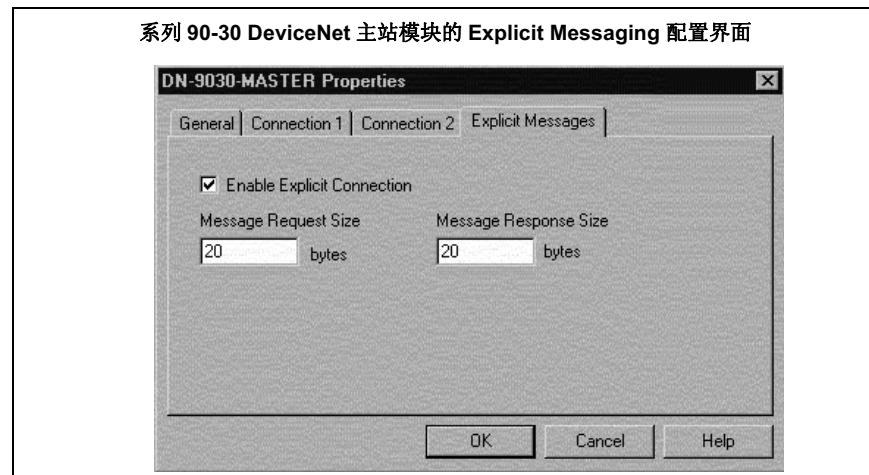 系列 90-30 DeviceNet 主站模块的 Explicit Messaging 配置界面
DN-9030-MASTER Properties
General Connection 1 Connection 2 Explicit Messages
Enable Explicit Connection
Message Request Size Message Response Size
20 bytes 20 bytes
OK Cancel Help